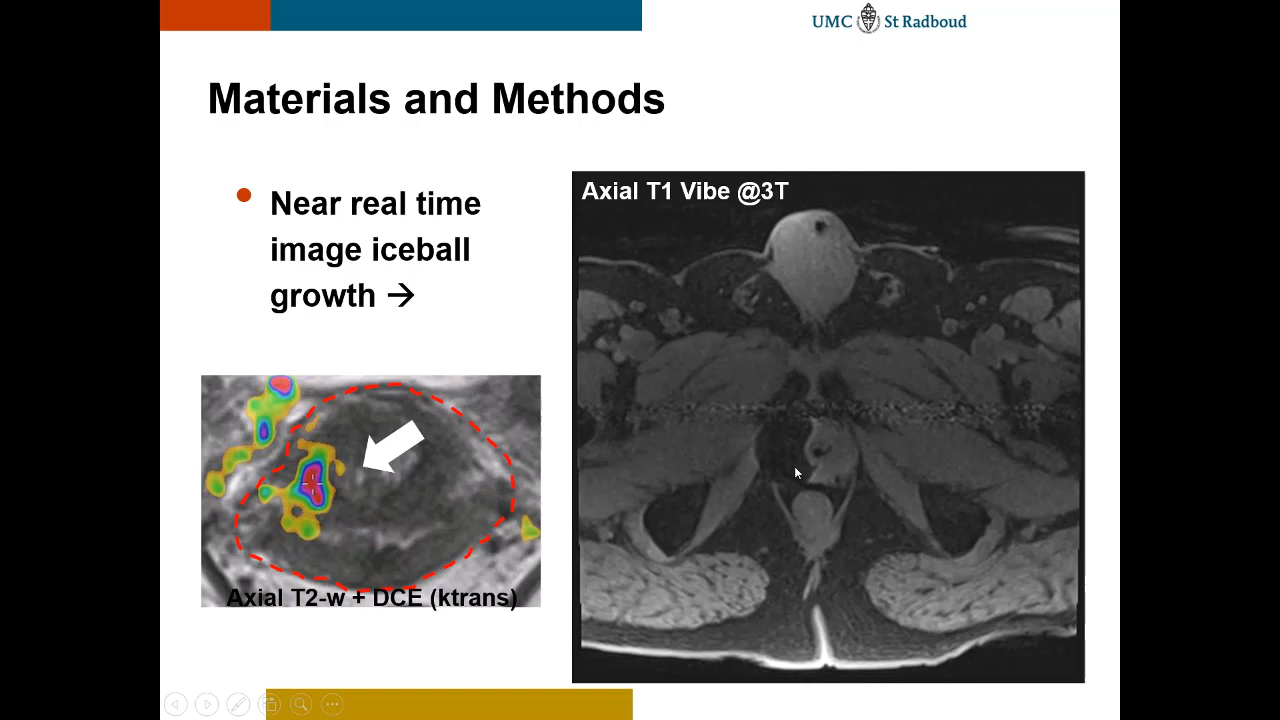 UMC St Radboud
Materials and Methods
• Near real time
image iceball
growth →
Axial T1 Vibe @3T
Axial T2-w + DCE (ktrans)